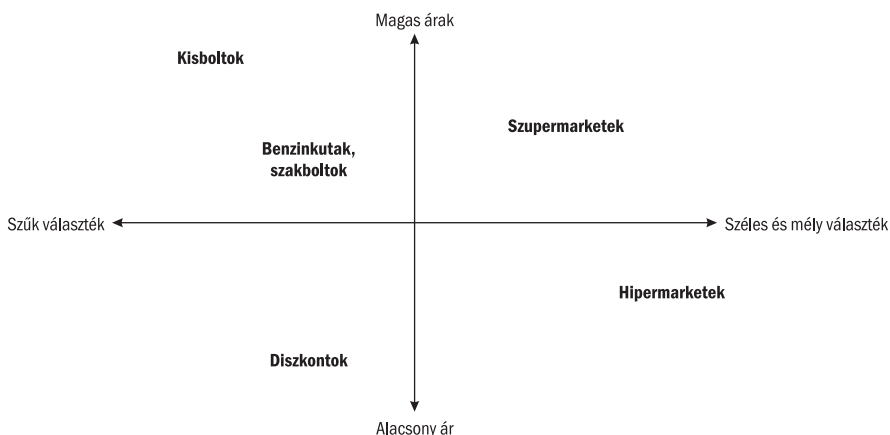 Magas árak
Kisboltok
Szupermarketek
Benzinkutak,
szakboltok
Szűk választék
Széles és mély választék
Hipermarketek
Diszkontok
Alacsony ár